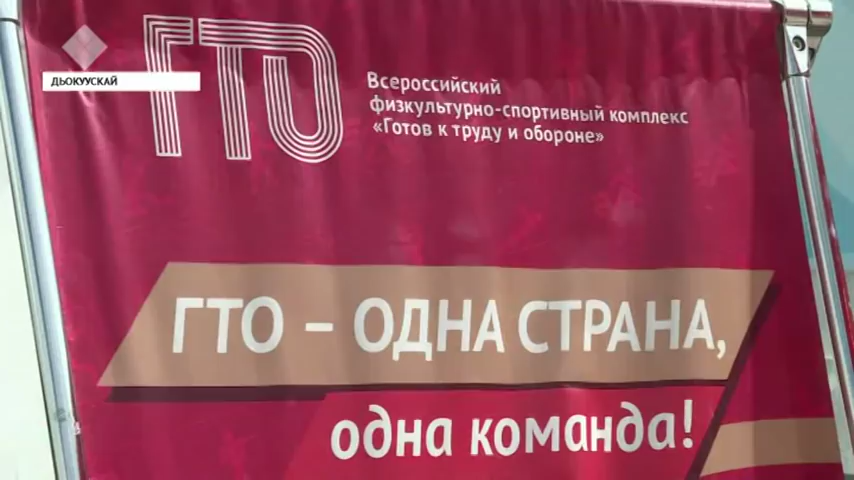 ГТО
ДЬОКУУСКАЙ
Всероссийский
физкультурно-спортивный комплекс
«Готов к труду и обороне»
ГТО – ОДНА СТРАНА,
одна команда!